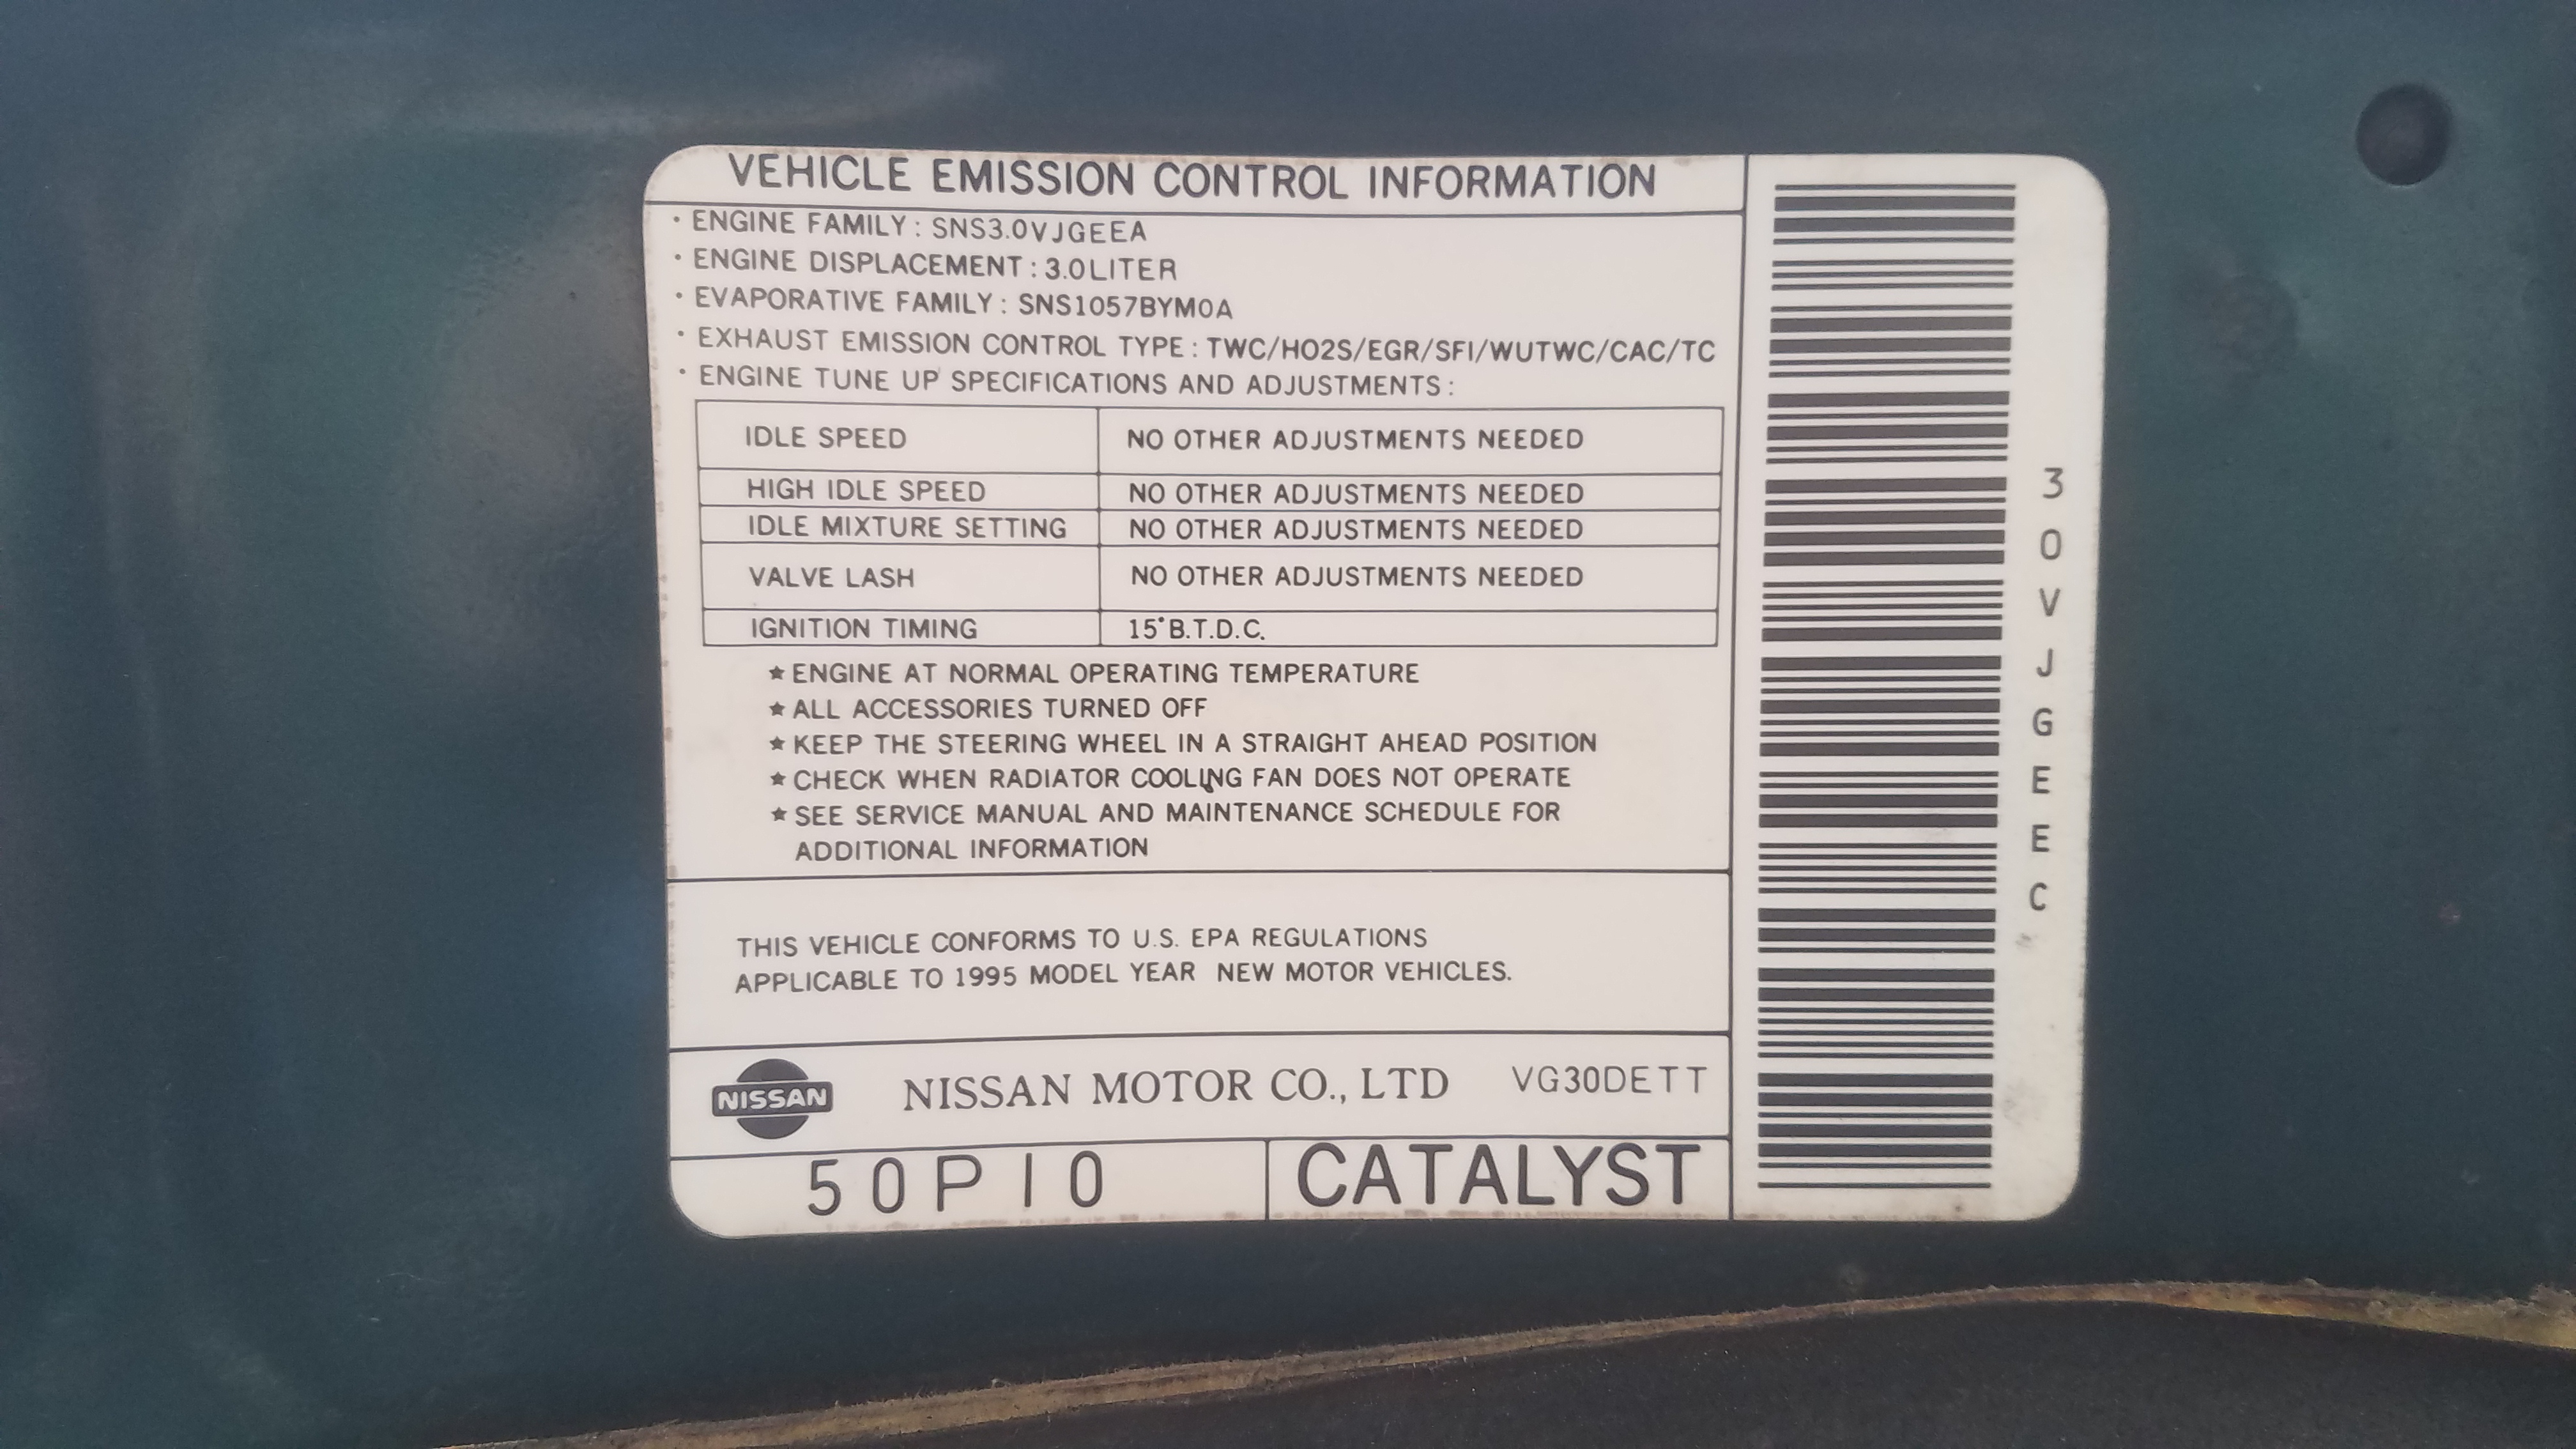 VEHICLE EMISSION CONTROL INFORMATION
· ENGINE FAMILY : SNS3.0VJGEEA
· ENGINE DISPLACEMENT : 3.0LITER
· EVAPORATIVE FAMILY : SNS1057BYM0A
· EXHAUST EMISSION CONTROL TYPE : TWC/HO2S/EGR/SFI/WUTWC/CAC/TC
· ENGINE TUNE UP SPECIFICATIONS AND ADJUSTMENTS :
IDLE SPEED NO OTHER ADJUSTMENTS NEEDED
HIGH IDLE SPEED NO OTHER ADJUSTMENTS NEEDED
IDLE MIXTURE SETTING NO OTHER ADJUSTMENTS NEEDED
VALVE LASH NO OTHER ADJUSTMENTS NEEDED
IGNITION TIMING 15°B.T.D.C.
★ ENGINE AT NORMAL OPERATING TEMPERATURE
★ ALL ACCESSORIES TURNED OFF
★ KEEP THE STEERING WHEEL IN A STRAIGHT AHEAD POSITION
★ CHECK WHEN RADIATOR COOLING FAN DOES NOT OPERATE
★ SEE SERVICE MANUAL AND MAINTENANCE SCHEDULE FOR
ADDITIONAL INFORMATION
THIS VEHICLE CONFORMS TO U.S. EPA REGULATIONS
APPLICABLE TO 1995 MODEL YEAR NEW MOTOR VEHICLES.
NISSAN NISSAN MOTOR CO., LTD VG30DETT
50P10 CATALYST
30VJGEEC